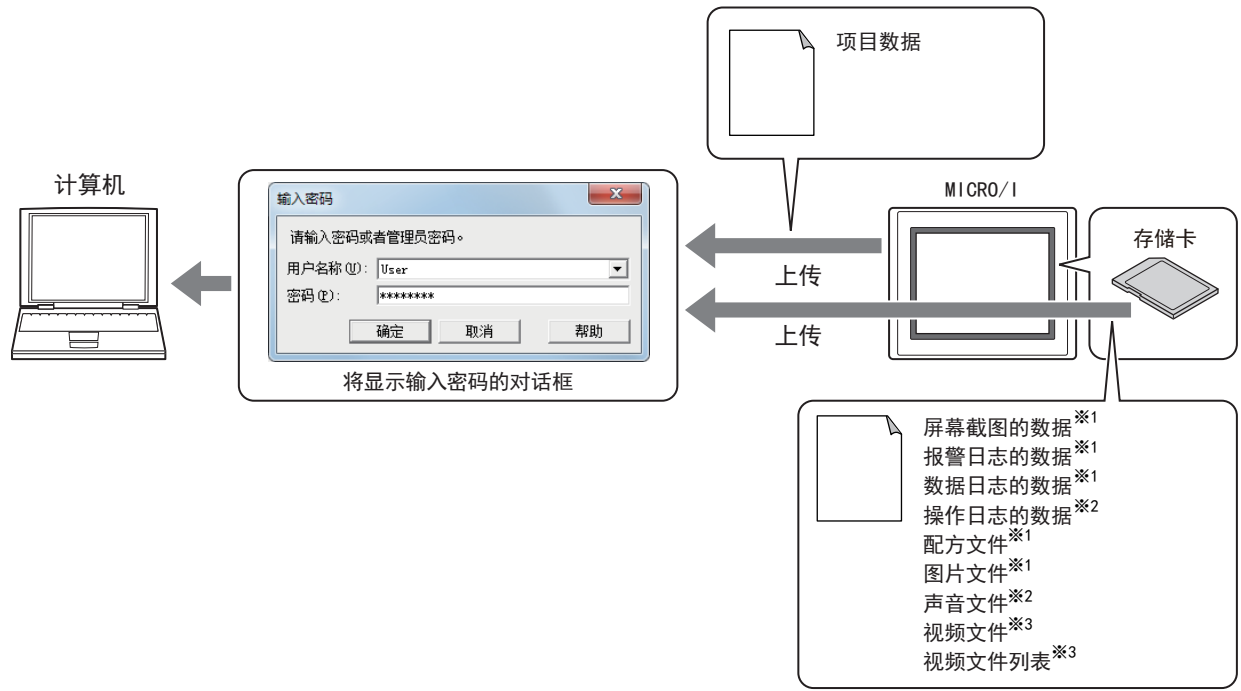 项目数据
计算机
输入密码
请输入密码或者管理员密码。
用户名称(U): User
密码(P): ********
确定 取消 帮助
将显示输入密码的对话框
上传
上传
MICRO/I
存储卡
屏幕截图的数据※1
报警日志的数据※1
数据日志的数据※1
操作日志的数据※2
配方文件※1
图片文件※1
声音文件※2
视频文件※3
视频文件列表※3